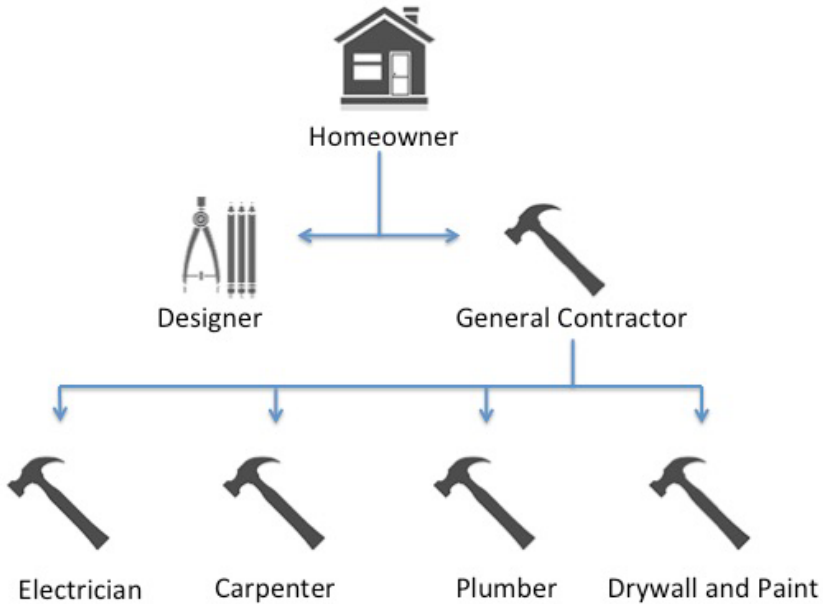 Homeowner
Designer
General Contractor
Electrician
Carpenter
Plumber
Drywall and Paint